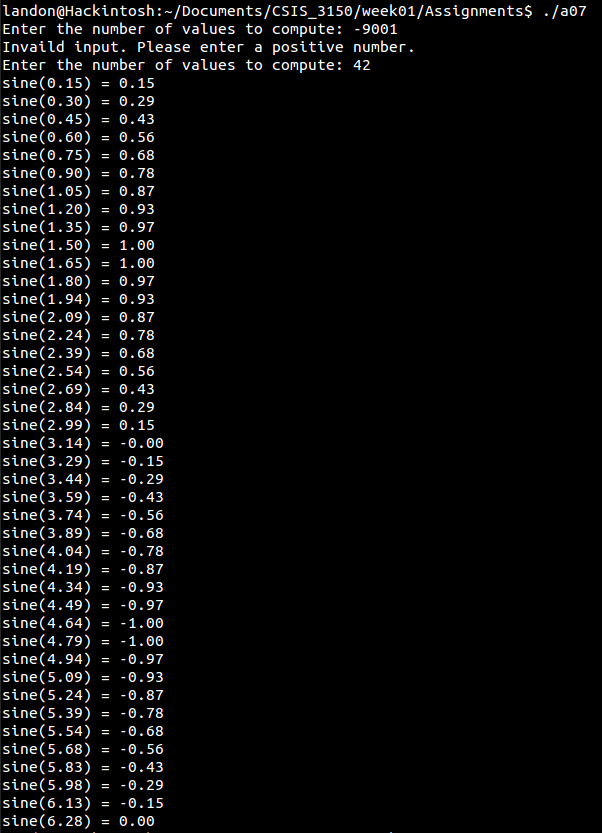 landon@Hackintosh:~/Documents/CSIS_3150/week01/Assignments$ ./a07
Enter the number of values to compute: -9001
Invaild input. Please enter a positive number.
Enter the number of values to compute: 42
sine(0.15) = 0.15
sine(0.30) = 0.29
sine(0.45) = 0.43
sine(0.60) = 0.56
sine(0.75) = 0.68
sine(0.90) = 0.78
sine(1.05) = 0.87
sine(1.20) = 0.93
sine(1.35) = 0.97
sine(1.50) = 1.00
sine(1.65) = 1.00
sine(1.80) = 0.97
sine(1.94) = 0.93
sine(2.09) = 0.87
sine(2.24) = 0.78
sine(2.39) = 0.68
sine(2.54) = 0.56
sine(2.69) = 0.43
sine(2.84) = 0.29
sine(2.99) = 0.15
sine(3.14) = -0.00
sine(3.29) = -0.15
sine(3.44) = -0.29
sine(3.59) = -0.43
sine(3.74) = -0.56
sine(3.89) = -0.68
sine(4.04) = -0.78
sine(4.19) = -0.87
sine(4.34) = -0.93
sine(4.49) = -0.97
sine(4.64) = -1.00
sine(4.79) = -1.00
sine(4.94) = -0.97
sine(5.09) = -0.93
sine(5.24) = -0.87
sine(5.39) = -0.78
sine(5.54) = -0.68
sine(5.68) = -0.56
sine(5.83) = -0.43
sine(5.98) = -0.29
sine(6.13) = -0.15
sine(6.28) = 0.00